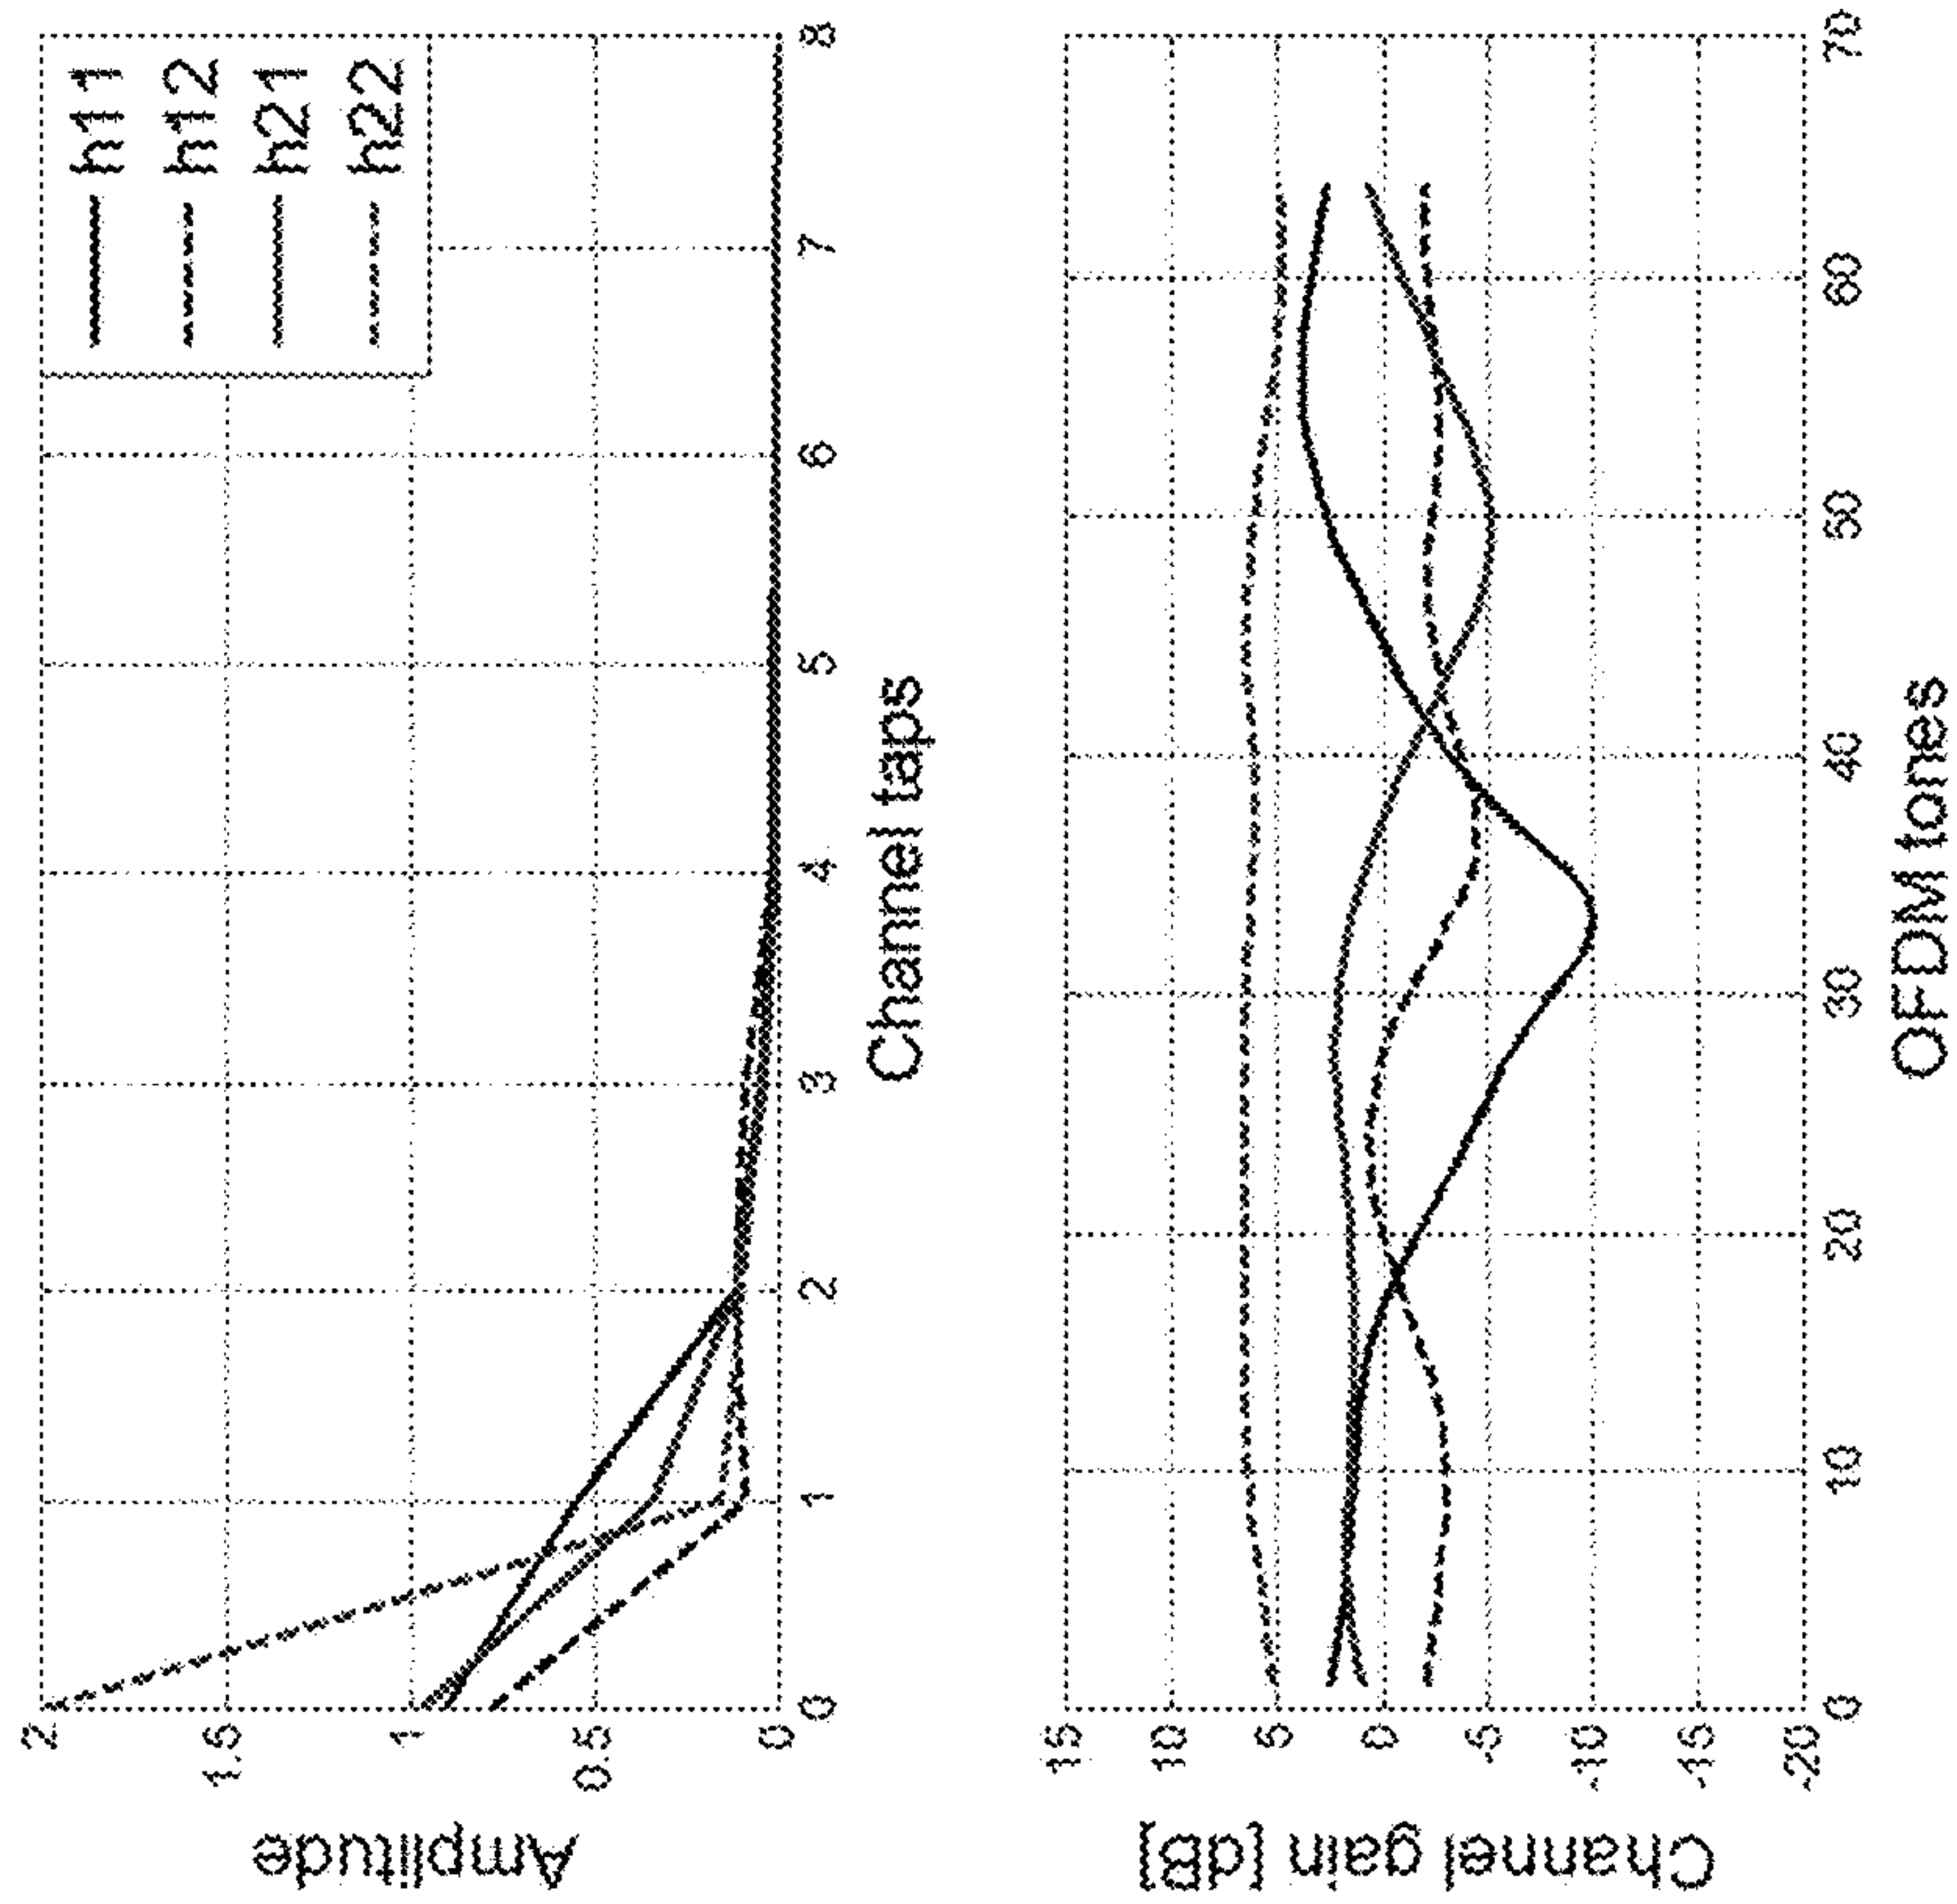 Amplitude
2
1.5
1
0.5
0
0 1 2 3 4 5 6 7 8
Channel taps
h11
h12
h21
h22
Channel gain [dB]
15
10
5
0
-5
-10
-15
-20
0 10 20 30 40 50 60 70
OFDM tones